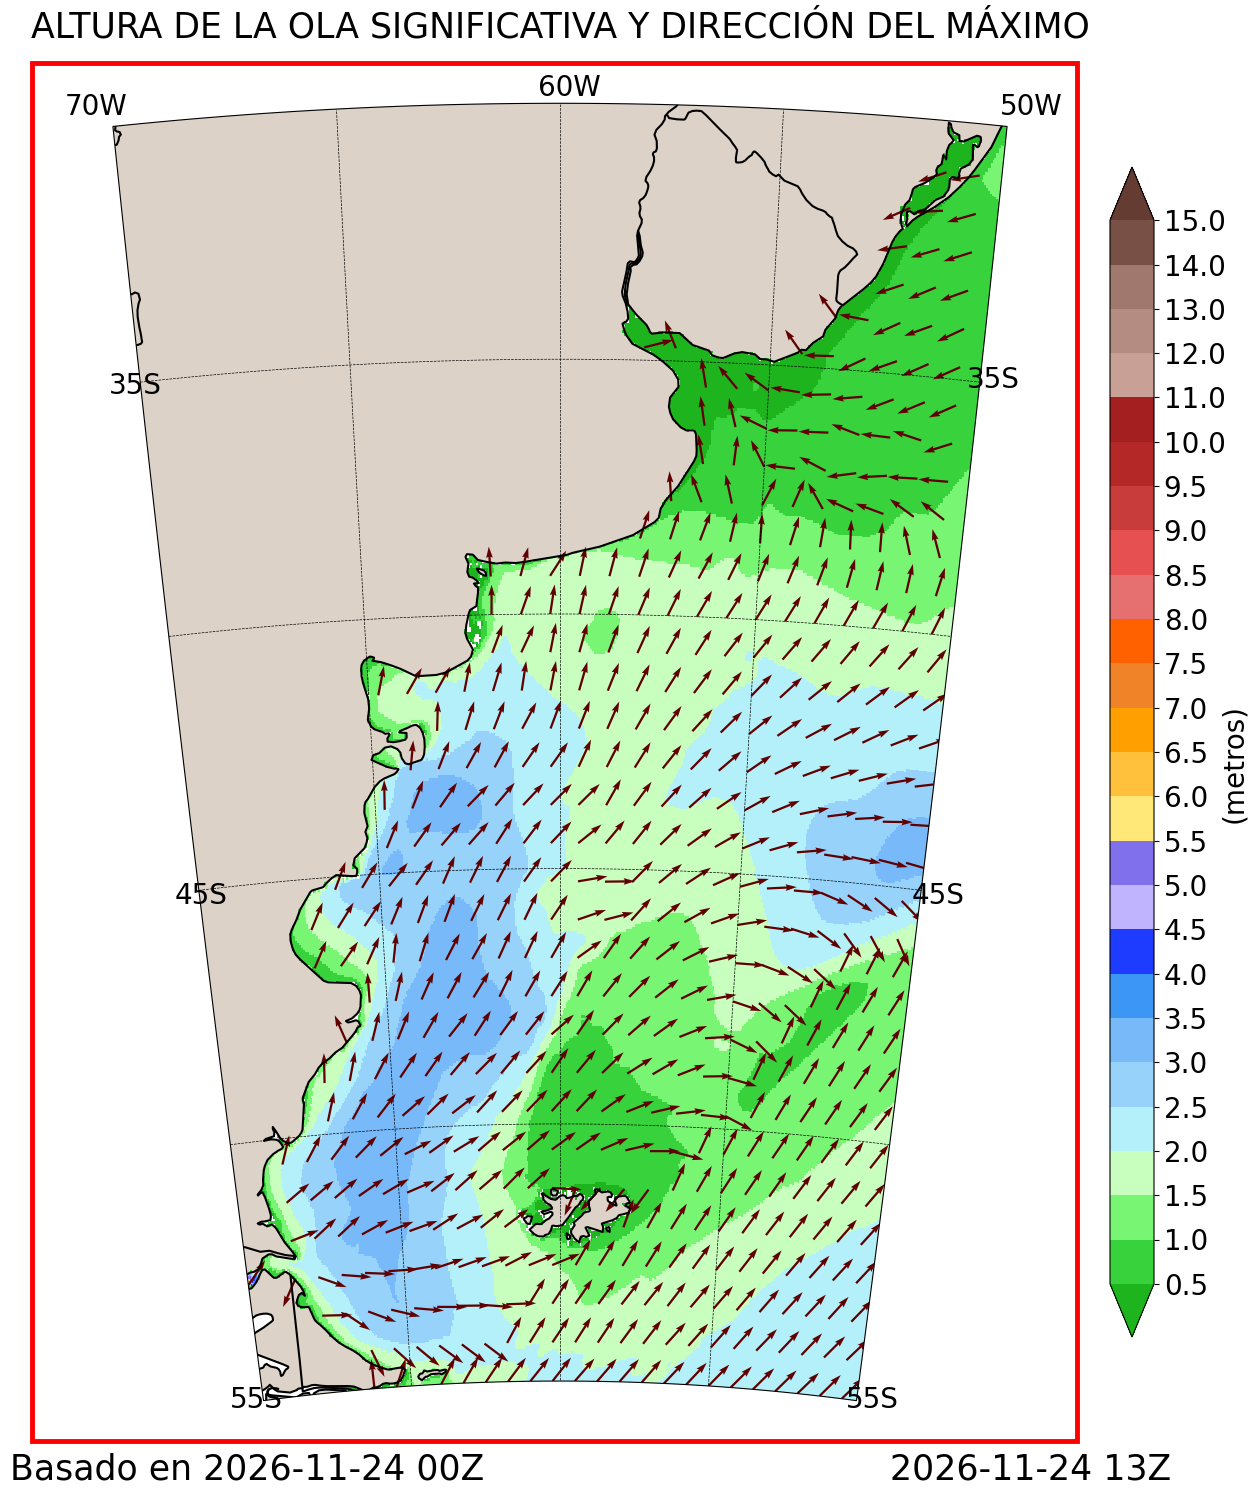 ALTURA DE LA OLA SIGNIFICATIVA Y DIRECCIÓN DEL MÁXIMO
70W
60W
50W
35S
35S
45S
45S
55S
55S
15.0
14.0
13.0
12.0
11.0
10.0
9.5
9.0
8.5
8.0
7.5
7.0
6.5
6.0
5.5
5.0
4.5
4.0
3.5
3.0
2.5
2.0
1.5
1.0
0.5
(metros)
Basado en 2026-11-24 00Z
2026-11-24 13Z